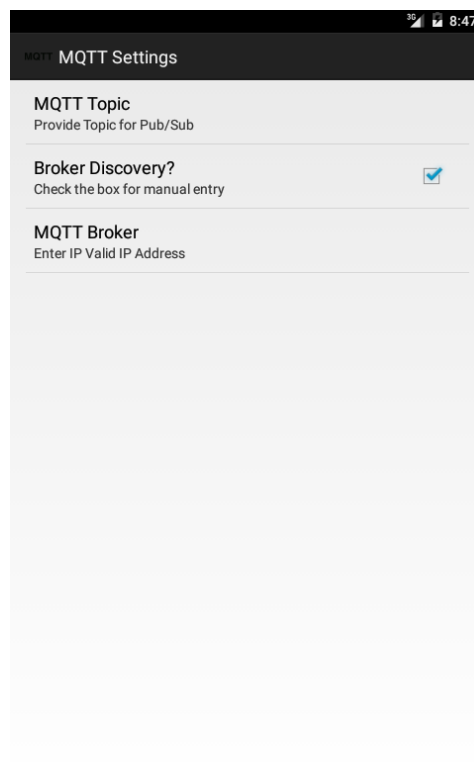 3G 8:47
MQTT MQTT Settings
MQTT Topic
Provide Topic for Pub/Sub
Broker Discovery?
Check the box for manual entry
MQTT Broker
Enter IP Valid IP Address